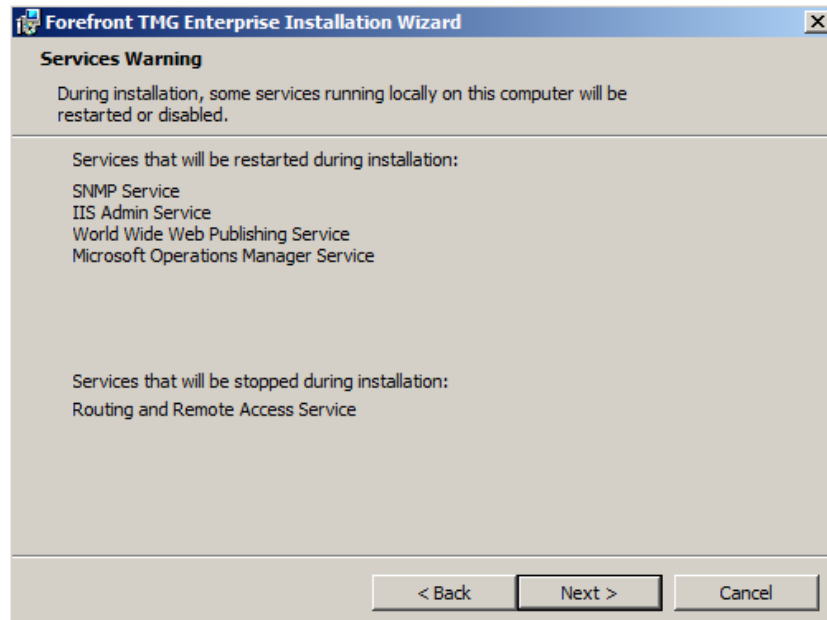 Forefront TMG Enterprise Installation Wizard
Services Warning
During installation, some services running locally on this computer will be
restarted or disabled.
Services that will be restarted during installation:
SNMP Service
IIS Admin Service
World Wide Web Publishing Service
Microsoft Operations Manager Service
Services that will be stopped during installation:
Routing and Remote Access Service
< Back Next > Cancel